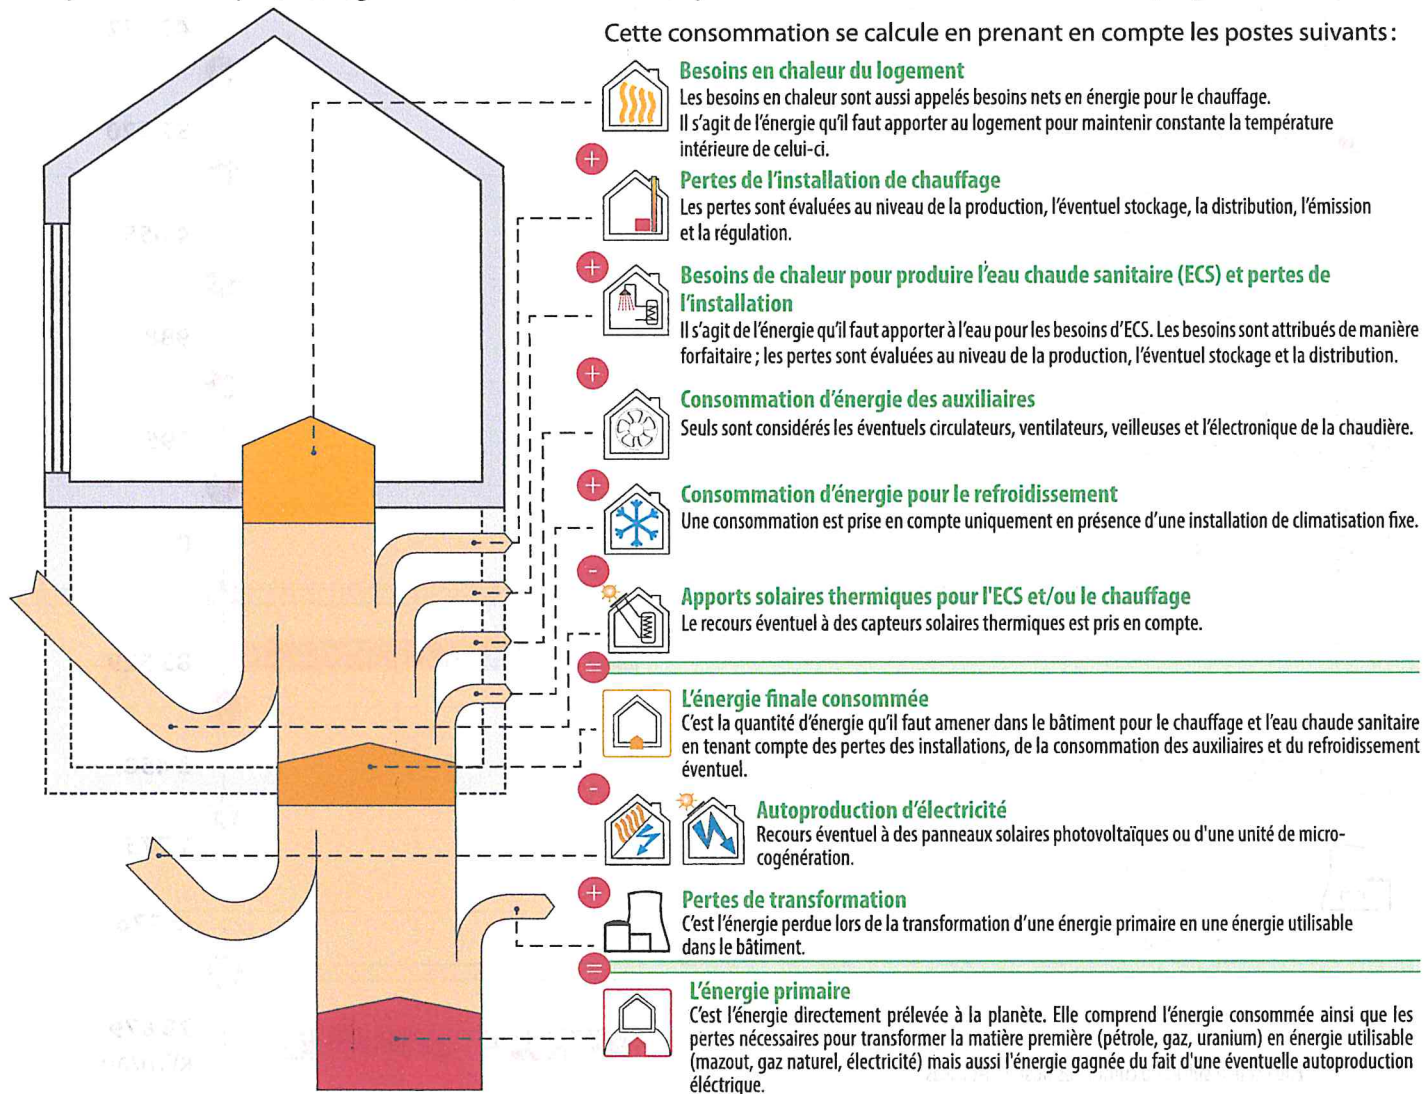 Cette consommation se calcule en prenant en compte les postes suivants :
Besoins en chaleur du logement
Les besoins en chaleur sont aussi appelés besoins nets en énergie pour le chauffage.
Il s'agit de l'énergie qu'il faut apporter au logement pour maintenir constante la température
intérieure de celui-ci.
+
Pertes de l'installation de chauffage
Les pertes sont évaluées au niveau de la production, l'éventuel stockage, la distribution, l'émission
et la régulation.
+
Besoins de chaleur pour produire l'eau chaude sanitaire (ECS) et pertes de
l'installation
Il s'agit de l'énergie qu'il faut apporter à l'eau pour les besoins d'ECS. Les besoins sont attribués de manière
forfaitaire ; les pertes sont évaluées au niveau de la production, l'éventuel stockage et la distribution.
+
Consommation d'énergie des auxiliaires
Seuls sont considérés les éventuels circulateurs, ventilateurs, veilleuses et l'électronique de la chaudière.
+
Consommation d'énergie pour le refroidissement
Une consommation est prise en compte uniquement en présence d'une installation de climatisation fixe.
-
Apports solaires thermiques pour l'ECS et/ou le chauffage
Le recours éventuel à des capteurs solaires thermiques est pris en compte.
=
L'énergie finale consommée
C'est la quantité d'énergie qu'il faut amener dans le bâtiment pour le chauffage et l'eau chaude sanitaire
en tenant compte des pertes des installations, de la consommation des auxiliaires et du refroidissement
éventuel.
-
Autoproduction d'électricité
Recours éventuel à des panneaux solaires photovoltaïques ou d'une unité de micro-
cogénération.
+
Pertes de transformation
C'est l'énergie perdue lors de la transformation d'une énergie primaire en une énergie utilisable
dans le bâtiment.
=
L'énergie primaire
C'est l'énergie directement prélevée à la planète. Elle comprend l'énergie consommée ainsi que les
pertes nécessaires pour transformer la matière première (pétrole, gaz, uranium) en énergie utilisable
(mazout, gaz naturel, électricité) mais aussi l'énergie gagnée du fait d'une éventuelle autoproduction
éléctrique.